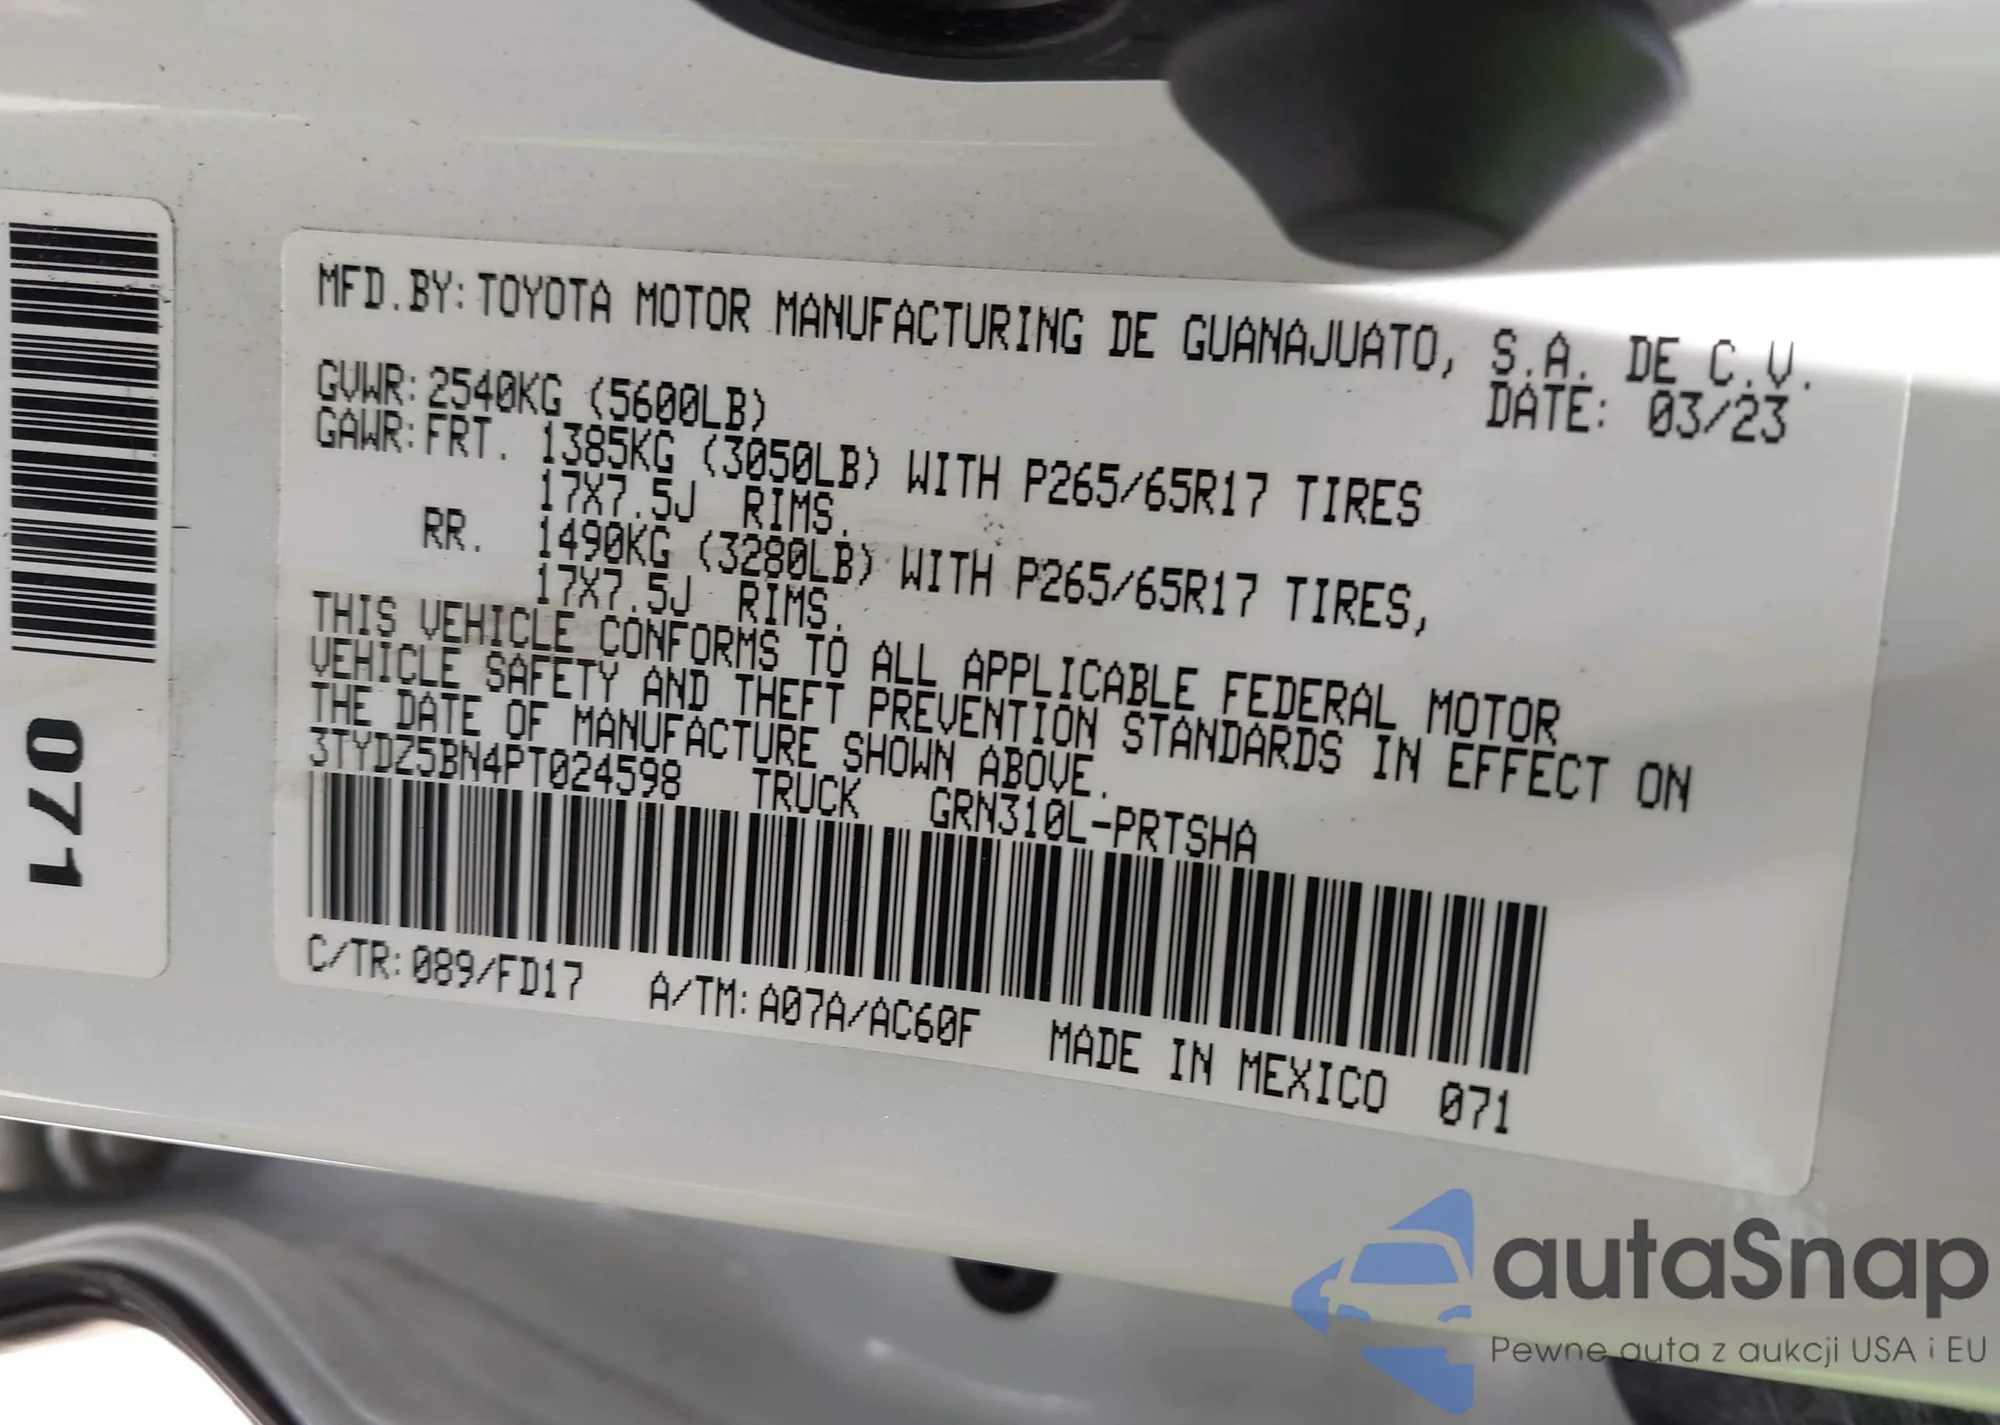 MFD.BY: TOYOTA MOTOR MANUFACTURING DE GUANAJUATO, S.A. DE C.V.
DATE: 03/23
GVWR: 2540KG (5600LB)
GAWR: FRT. 1385KG (3050LB) WITH P265/65R17 TIRES
17X7.5J RIMS.
RR. 1490KG (3280LB) WITH P265/65R17 TIRES,
17X7.5J RIMS.
THIS VEHICLE CONFORMS TO ALL APPLICABLE FEDERAL MOTOR
VEHICLE SAFETY AND THEFT PREVENTION STANDARDS IN EFFECT ON
THE DATE OF MANUFACTURE SHOWN ABOVE.
3TYDZ5BN4PT024598 TRUCK GRN310L-PRTSHA
C/TR: 089/FD17 A/TM: A07A/AC60F MADE IN MEXICO 071
071
autaSnap
Pewne auta z aukcji USA i EU